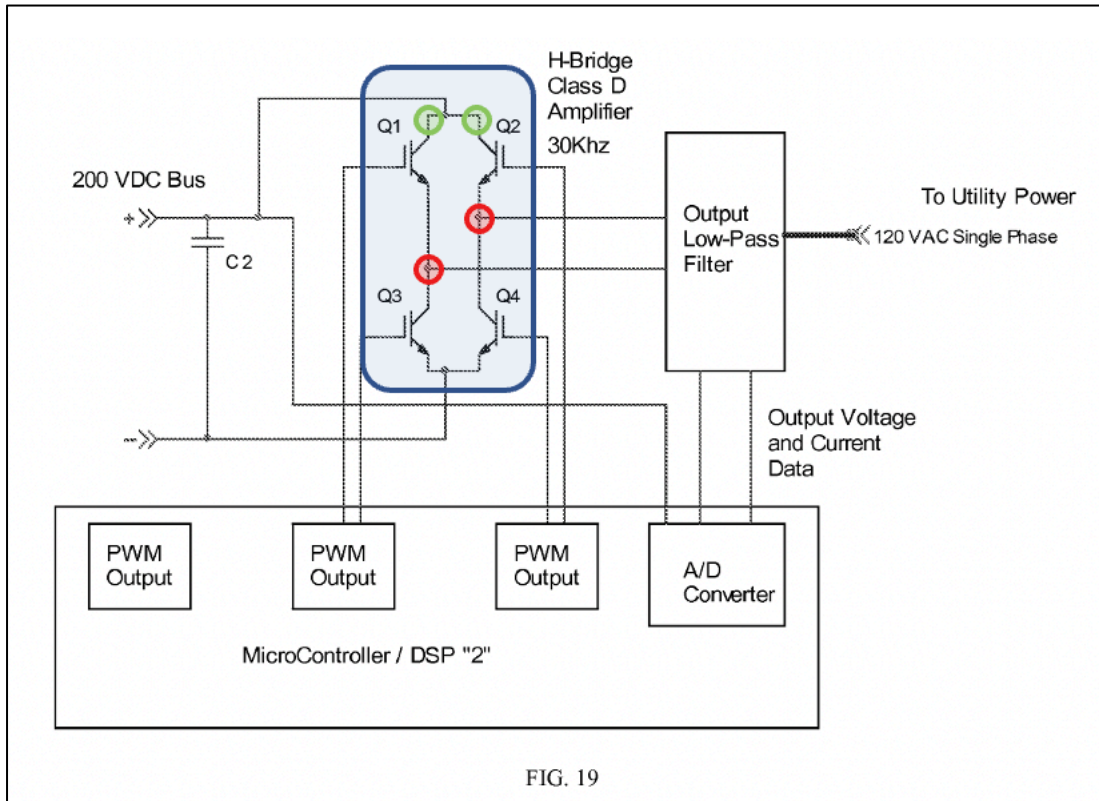 H-Bridge
Class D
Amplifier
30Khz
Q1
Q2
200 VDC Bus
+
C2
Q3
Q4
-
Output
Low-Pass
Filter
To Utility Power
120 VAC Single Phase
Output Voltage
and Current
Data
PWM
Output
PWM
Output
PWM
Output
A/D
Converter
MicroController / DSP "2"
FIG. 19